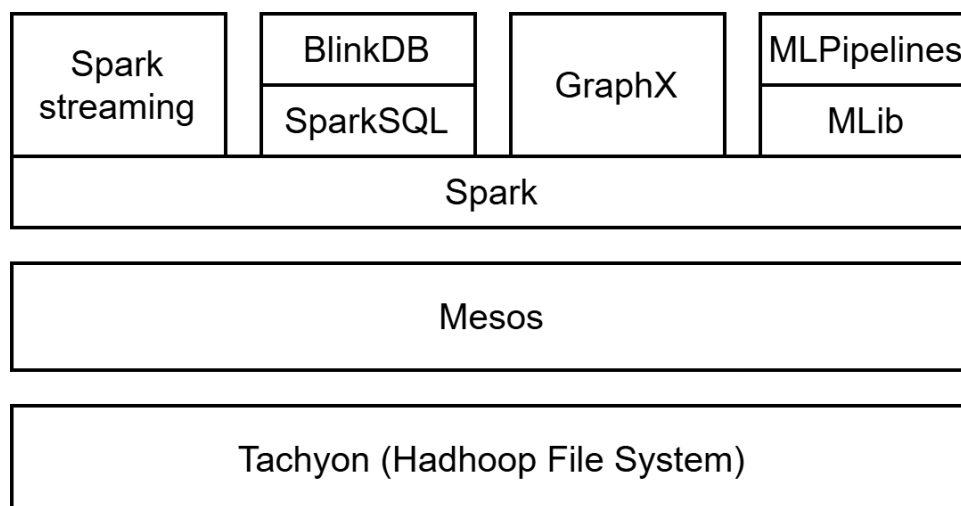 Spark
streaming
BlinkDB
SparkSQL
GraphX
MLPipelines
MLib
Spark
Mesos
Tachyon (Hadhoop File System)